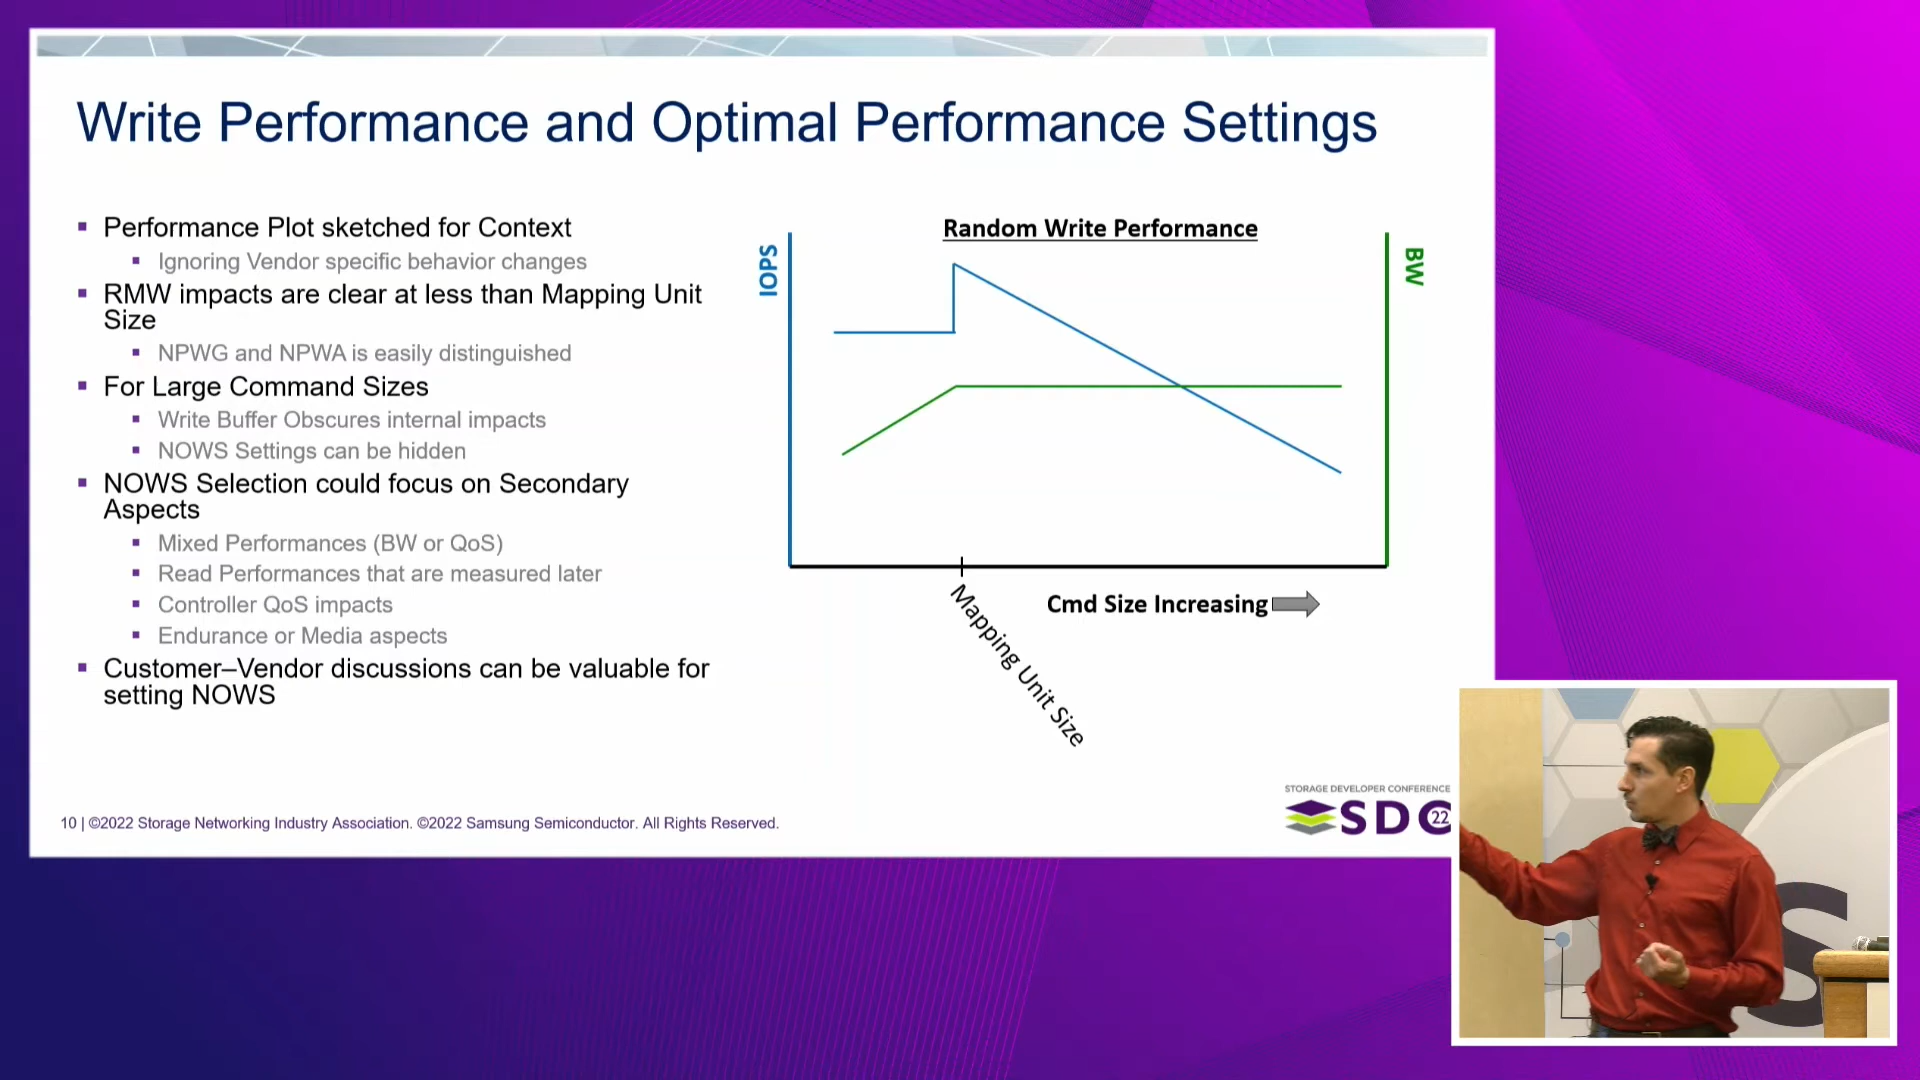 Write Performance and Optimal Performance Settings
Performance Plot sketched for Context
Ignoring Vendor specific behavior changes
RMW impacts are clear at less than Mapping Unit
Size
NPWG and NPWA is easily distinguished
For Large Command Sizes
Write Buffer Obscures internal impacts
NOWS Settings can be hidden
NOWS Selection could focus on Secondary
Aspects
Mixed Performances (BW or QoS)
Read Performances that are measured later
Controller QoS impacts
Endurance or Media aspects
Customer–Vendor discussions can be valuable for
setting NOWS
Random Write Performance
IOPS
BW
Cmd Size Increasing
Mapping Unit Size
10 | ©2022 Storage Networking Industry Association. ©2022 Samsung Semiconductor. All Rights Reserved.
STORAGE DEVELOPER CONFERENCE
SDC 22
S